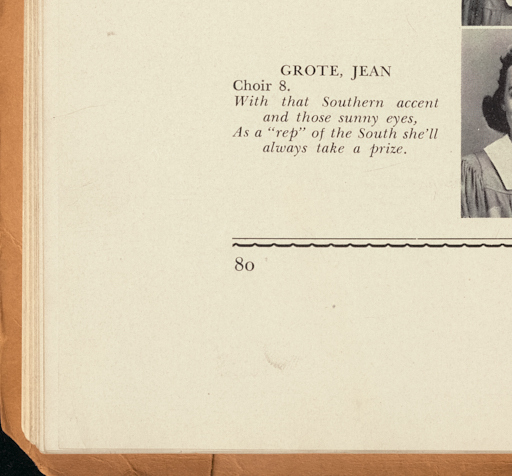 GROTE, JEAN
Choir 8.
With that Southern accent
and those sunny eyes,
As a “rep” of the South she'll
always take a prize.
80